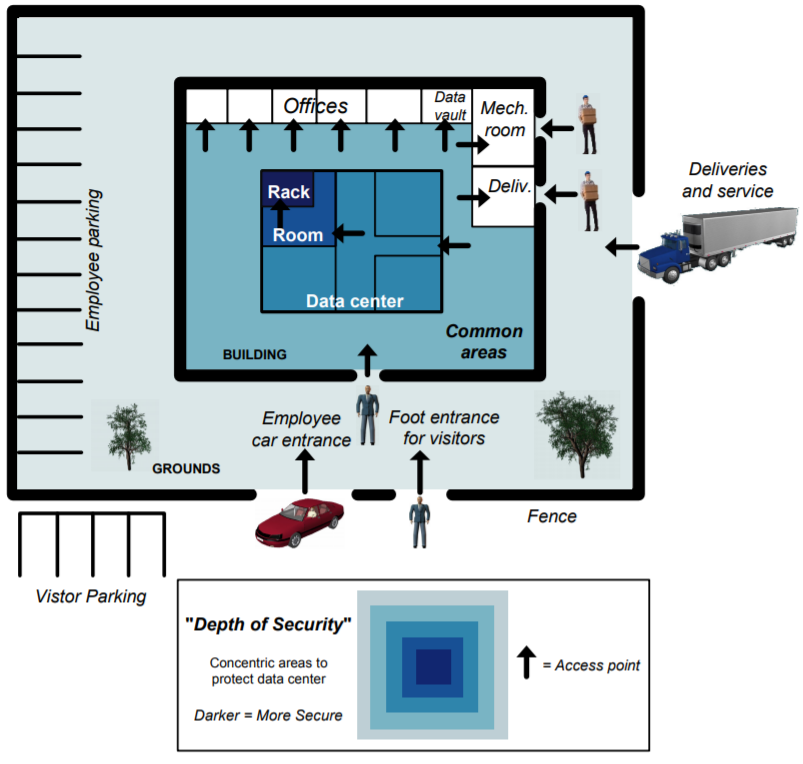 Offices
Data
vault
Mech.
room
Deliv.
Deliveries
and service
Rack
Room
Data center
Employee parking
Common
areas
BUILDING
Employee
car entrance
Foot entrance
for visitors
GROUNDS
Fence
Vistor Parking
"Depth of Security"
Concentric areas to
protect data center
Darker = More Secure
= Access point